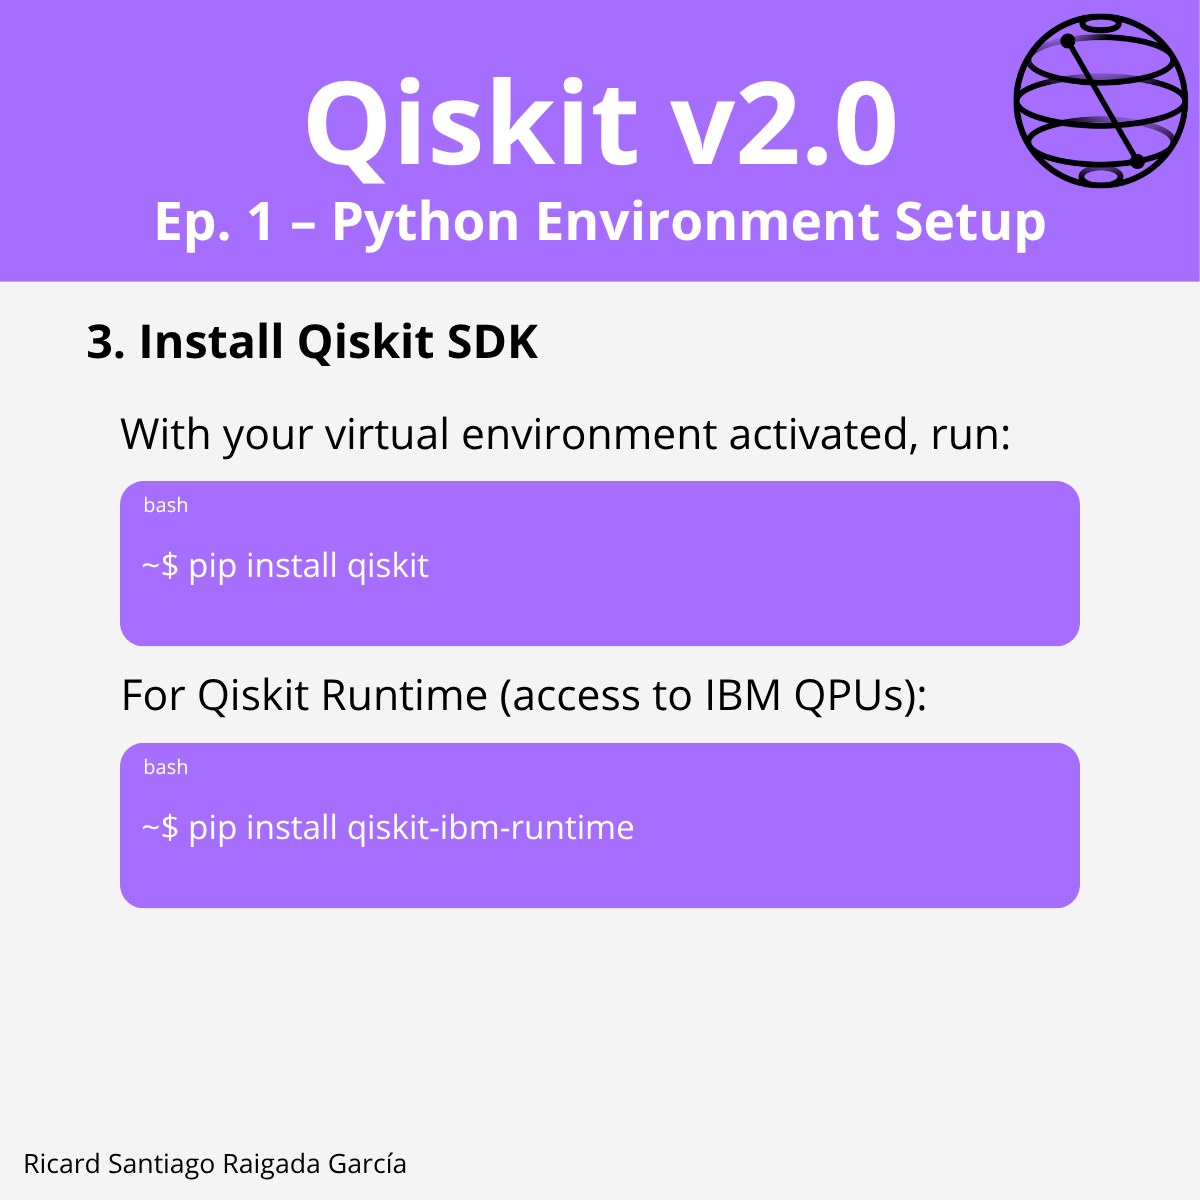 Qiskit v2.0
Ep. 1 – Python Environment Setup
3. Install Qiskit SDK
With your virtual environment activated, run:
bash
~$ pip install qiskit
For Qiskit Runtime (access to IBM QPUs):
bash
~$ pip install qiskit-ibm-runtime
Ricard Santiago Raigada García